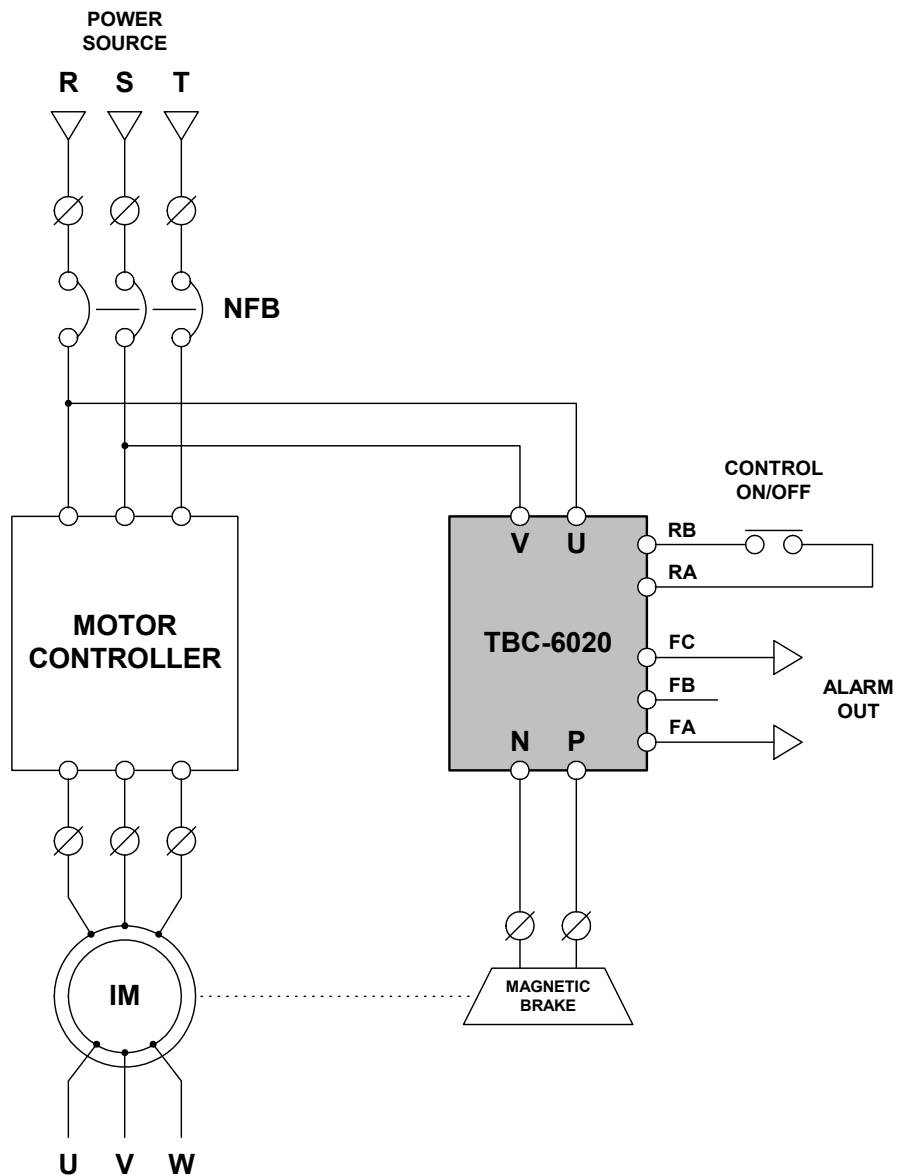 POWER
SOURCE
R S T
NFB
CONTROL
ON/OFF
V U
RB
RA
MOTOR
CONTROLLER
TBC-6020
FC
FB
FA
ALARM
OUT
N P
IM
MAGNETIC
BRAKE
U V W